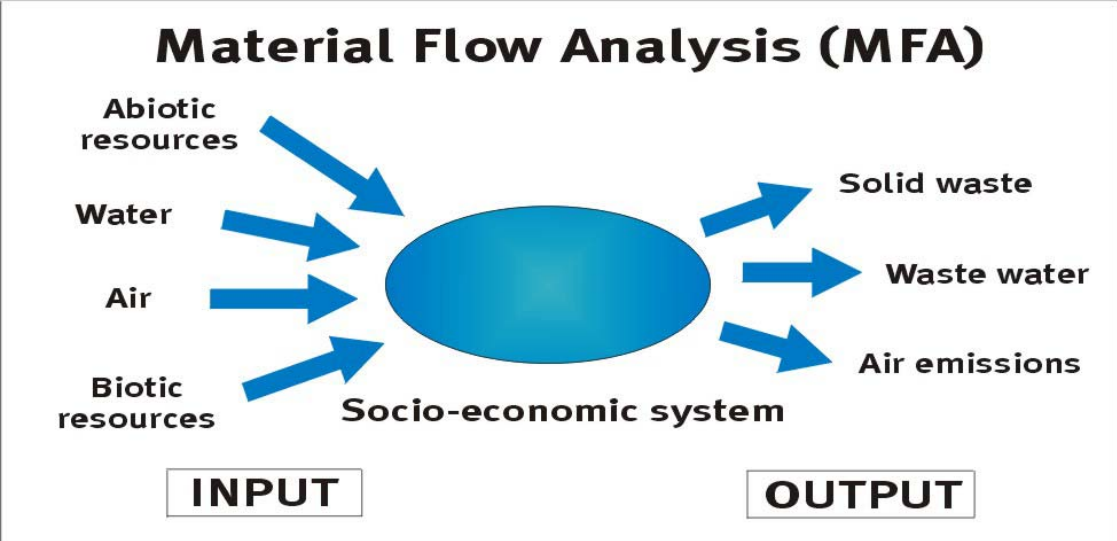 Material Flow Analysis (MFA)
Abiotic
resources
Water
Air
Biotic
resources
Socio-economic system
Solid waste
Waste water
Air emissions
INPUT
OUTPUT